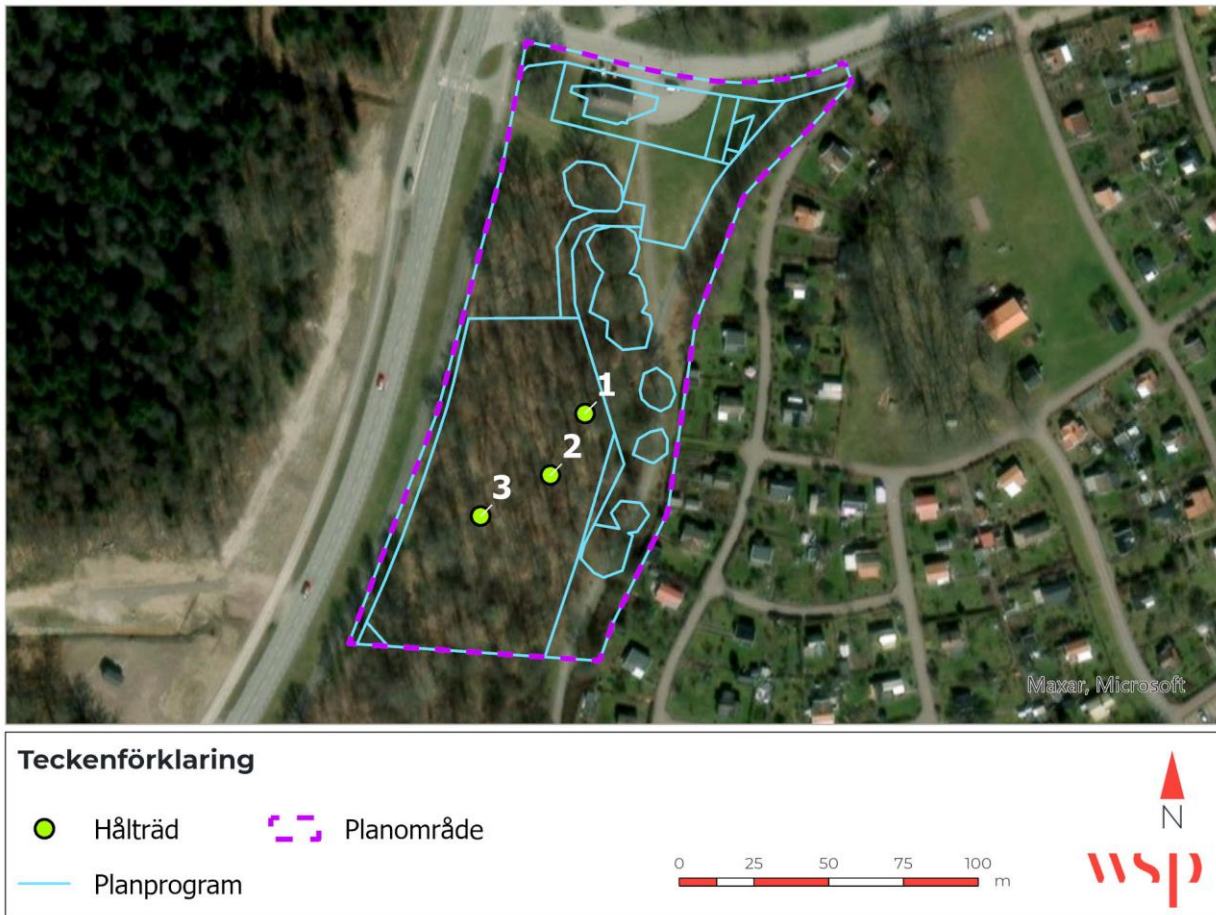 1
2
3
Maxar, Microsoft
Teckenförklaring
Hålträd
Planområde
Planprogram
0 25 50 75 100
m
N
wsp